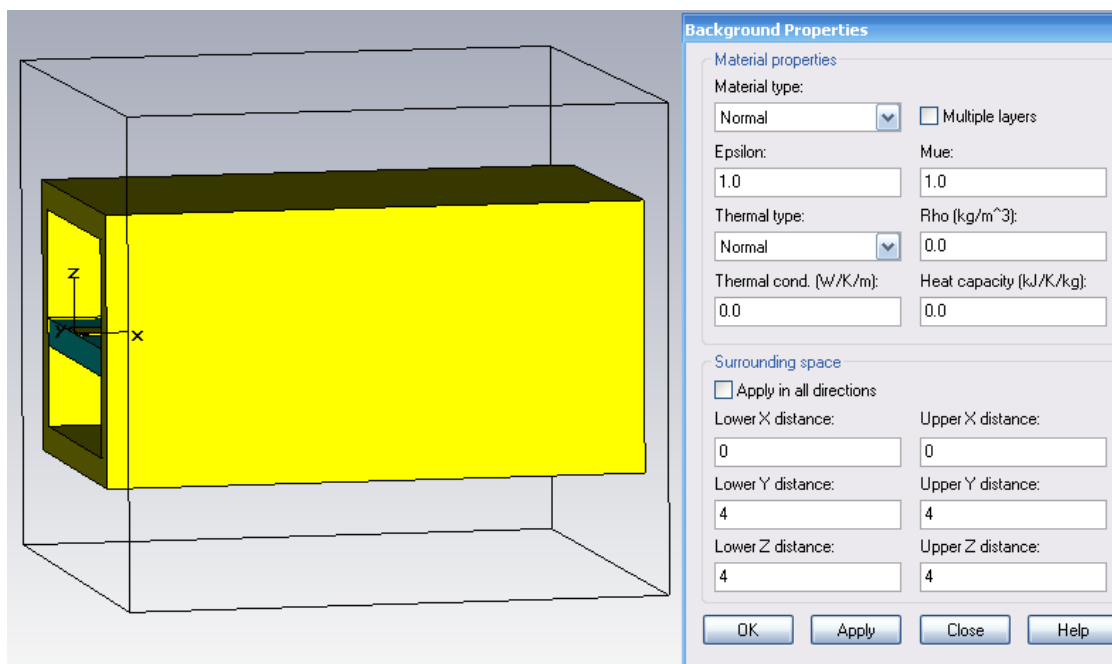 Background Properties
Material properties
Material type:
Normal
Multiple layers
Epsilon:
Mue:
1.0
1.0
Thermal type:
Rho (kg/m^3):
Normal
0.0
Thermal cond. (W/K/m):
Heat capacity (kJ/K/kg):
0.0
0.0
Surrounding space
Apply in all directions
Lower X distance:
Upper X distance:
0
0
Lower Y distance:
Upper Y distance:
4
4
Lower Z distance:
Upper Z distance:
4
4
OK
Apply
Close
Help
Z
Y
X